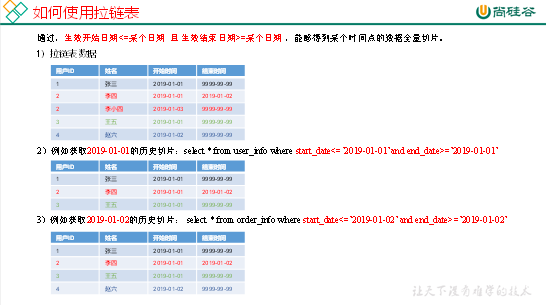 如何使用拉链表
尚硅谷
通过，生效开始日期<=某个日期 且 生效结束日期>=某个日期 ，能够得到某个时间点的数据全量切片。
1）拉链表数据
用户ID 姓名 开始时间 结束时间
1 张三 2019-01-01 9999-99-99
2 李四 2019-01-01 2019-01-02
2 李小四 2019-01-03 9999-99-99
3 王五 2019-01-01 9999-99-99
4 赵六 2019-01-02 9999-99-99
2）例如获取2019-01-01的历史切片：select * from user_info where start_date<='2019-01-01' and end_date>='2019-01-01'
用户ID 姓名 开始时间 结束时间
1 张三 2019-01-01 9999-99-99
2 李四 2019-01-01 2019-01-02
3 王五 2019-01-01 9999-99-99
3）例如获取2019-01-02的历史切片： select * from order_info where start_date<='2019-01-02' and end_date>='2019-01-02'
用户ID 姓名 开始时间 结束时间
1 张三 2019-01-01 9999-99-99
2 李四 2019-01-01 2019-01-02
3 王五 2019-01-01 9999-99-99
4 赵六 2019-01-02 9999-99-99
让天下没有难学的技术